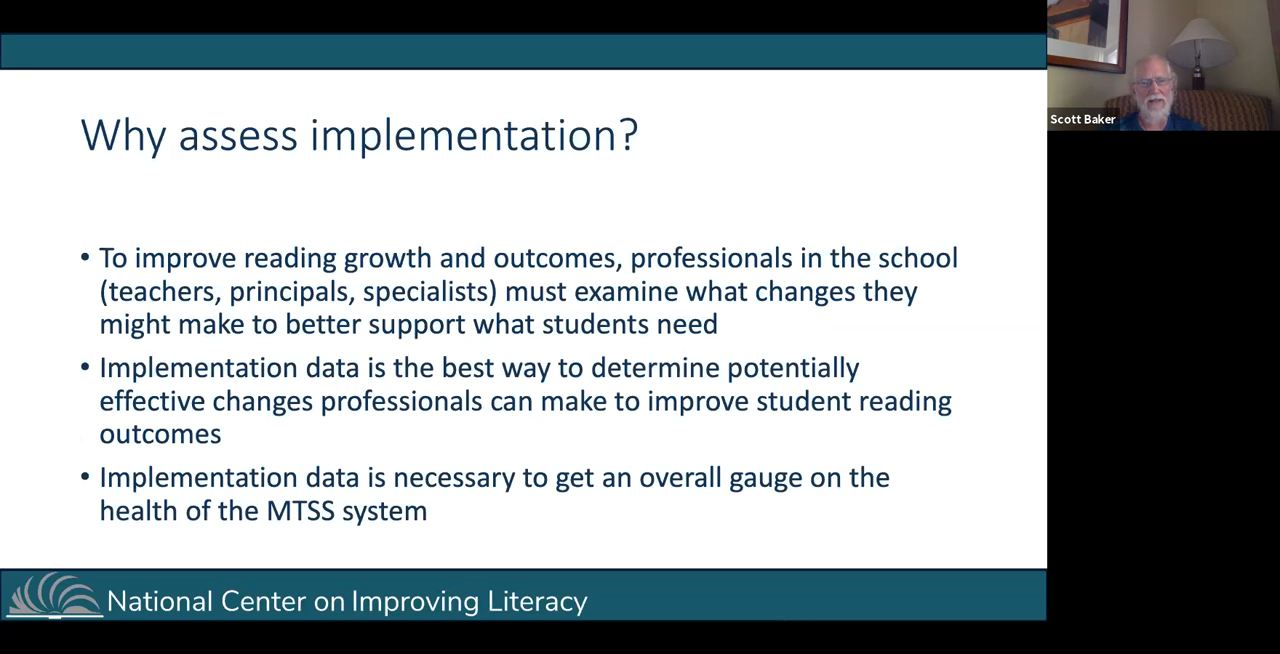 Why assess implementation?
• To improve reading growth and outcomes, professionals in the school
(teachers, principals, specialists) must examine what changes they
might make to better support what students need
• Implementation data is the best way to determine potentially
effective changes professionals can make to improve student reading
outcomes
• Implementation data is necessary to get an overall gauge on the
health of the MTSS system
National Center on Improving Literacy
Scott Baker